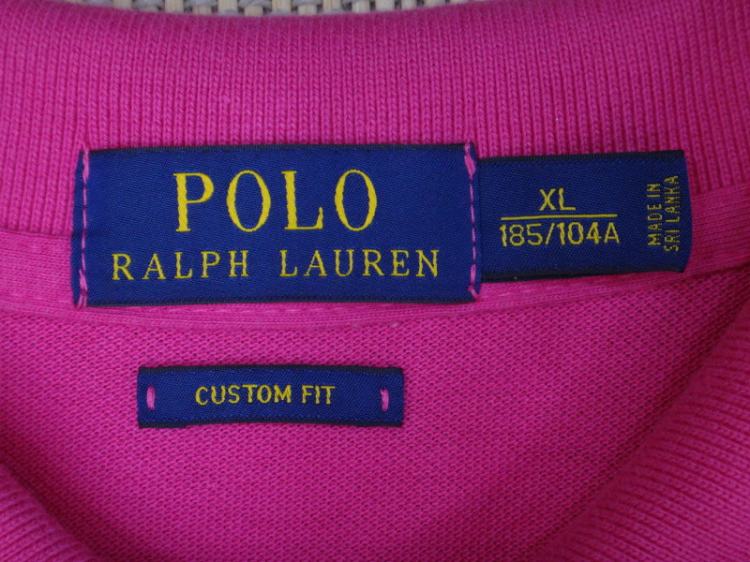 POLO
RALPH LAUREN
XL
185/104A
MADE IN
SRI LANKA
CUSTOM FIT